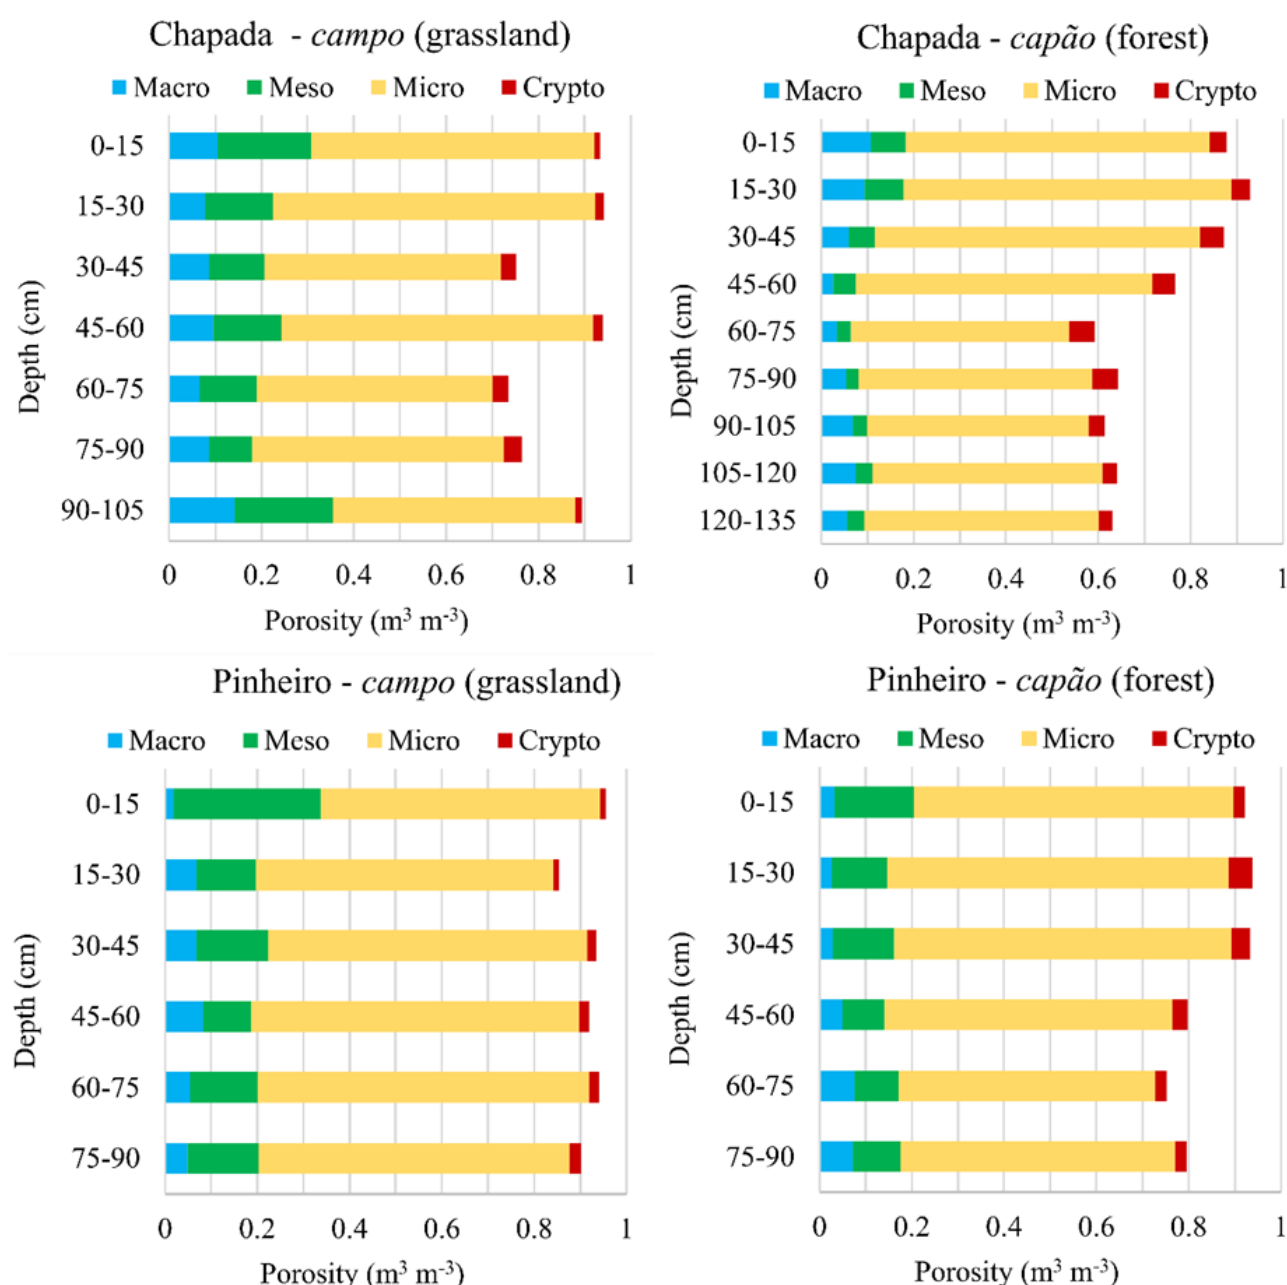 Chapada - campo (grassland)
Macro Meso Micro Crypto
0-15
15-30
30-45
45-60
60-75
75-90
90-105
Depth (cm)
0 0.2 0.4 0.6 0.8 1
Porosity (m³ m⁻³)
Chapada - capão (forest)
Macro Meso Micro Crypto
0-15
15-30
30-45
45-60
60-75
75-90
90-105
105-120
120-135
Depth (cm)
0 0.2 0.4 0.6 0.8 1
Porosity (m³ m⁻³)
Pinheiro - campo (grassland)
Macro Meso Micro Crypto
0-15
15-30
30-45
45-60
60-75
75-90
Depth (cm)
0 0.2 0.4 0.6 0.8 1
Porosity (m³ m⁻³)
Pinheiro - capão (forest)
Macro Meso Micro Crypto
0-15
15-30
30-45
45-60
60-75
75-90
Depth (cm)
0 0.2 0.4 0.6 0.8 1
Porosity (m³ m⁻³)